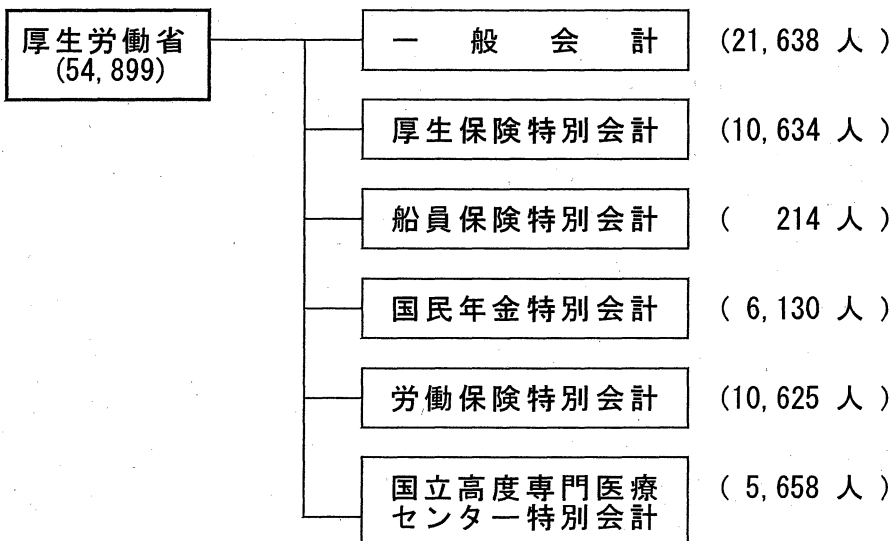 厚生労働省
(54,899)
一般会計 (21,638 人)
厚生保険特別会計 (10,634 人)
船員保険特別会計 ( 214 人)
国民年金特別会計 ( 6,130 人)
労働保険特別会計 (10,625 人)
国立高度専門医療 ( 5,658 人)
センター特別会計